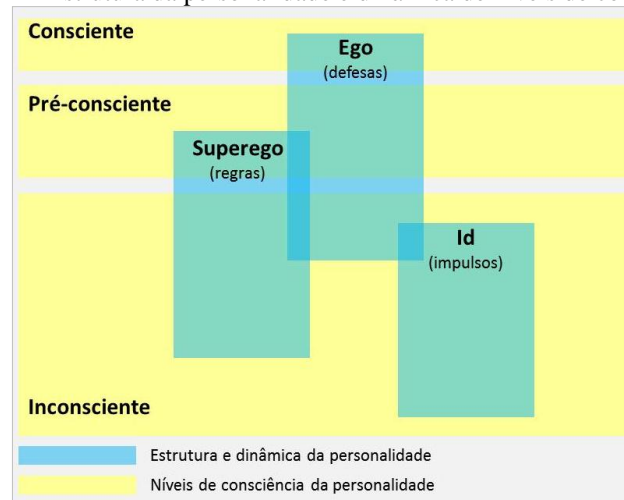 Consciente
Ego
(defesas)
Pré-consciente
Superego
(regras)
Id
(impulsos)
Inconsciente
Estrutura e dinâmica da personalidade
Níveis de consciência da personalidade